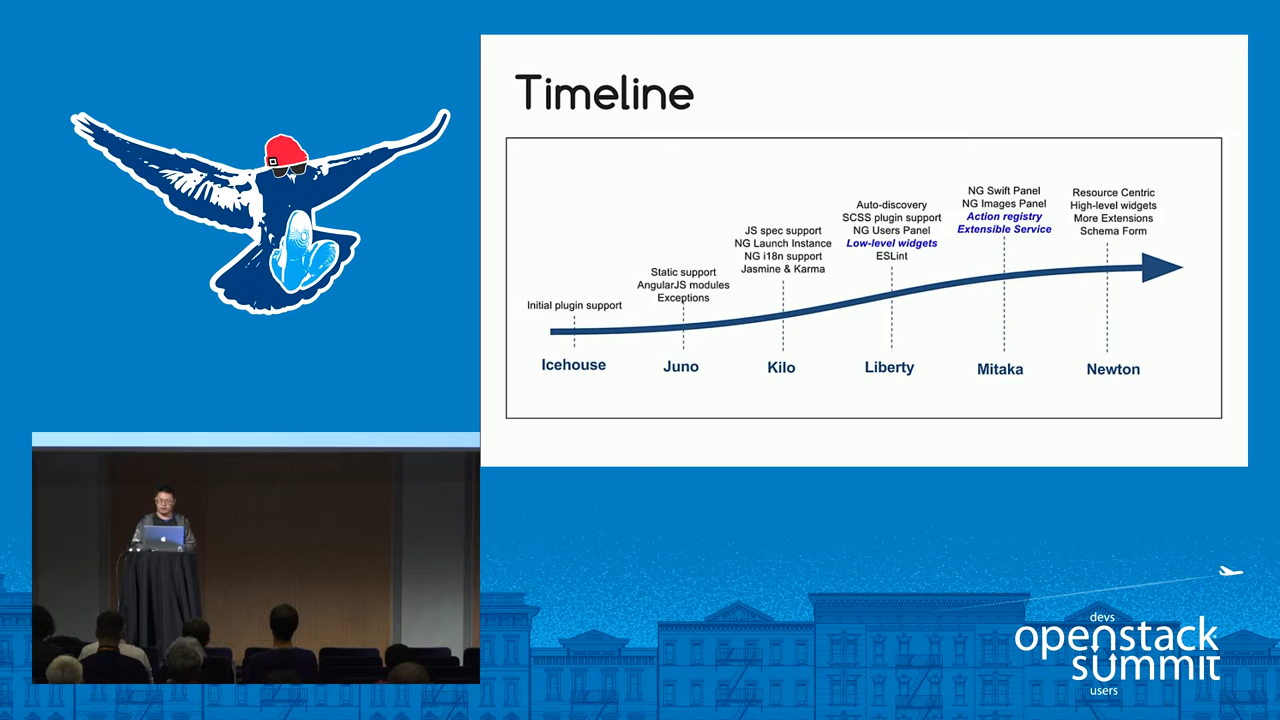 Timeline
Initial plugin support
Icehouse
Static support
AngularJS modules
Exceptions
Juno
JS spec support
NG Launch Instance
NG i18n support
Jasmine & Karma
Kilo
Auto-discovery
SCSS plugin support
NG Users Panel
Low-level widgets
ESLint
Liberty
NG Swift Panel
NG Images Panel
Action registry
Extensible Service
Mitaka
Resource Centric
High-level widgets
More Extensions
Schema Form
Newton
devs
openstack
summit
users